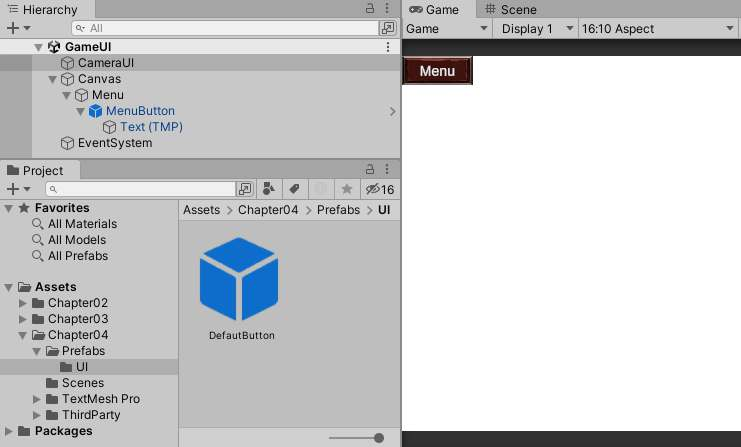 Hierarchy
All
GameUI
CameraUI
Canvas
Menu
MenuButton
Text (TMP)
EventSystem
Project
16
Favorites
All Materials
All Models
All Prefabs
Assets
Chapter02
Chapter03
Chapter04
Prefabs
UI
Scenes
TextMesh Pro
ThirdParty
Packages
Assets > Chapter04 > Prefabs > UI
DefautButton
Game
Scene
Game Display 1 16:10 Aspect
Menu